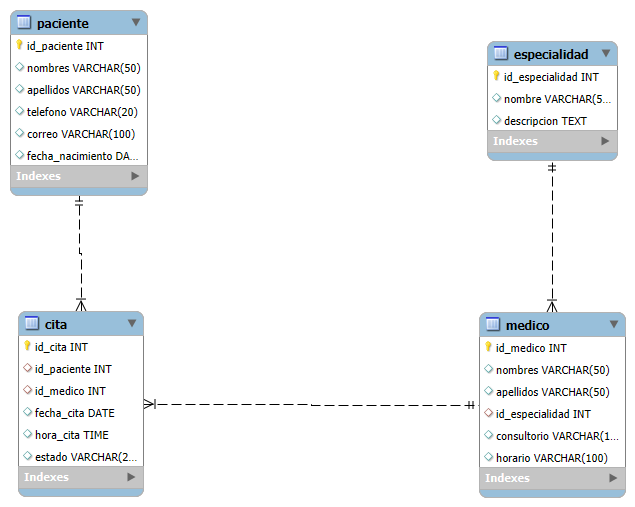 paciente
id_paciente INT
nombres VARCHAR(50)
apellidos VARCHAR(50)
telefono VARCHAR(20)
correo VARCHAR(100)
fecha_nacimiento DA...
Indexes
especialidad
id_especialidad INT
nombre VARCHAR(5...
descripcion TEXT
Indexes
cita
id_cita INT
id_paciente INT
id_medico INT
fecha_cita DATE
hora_cita TIME
estado VARCHAR(2...
Indexes
medico
id_medico INT
nombres VARCHAR(50)
apellidos VARCHAR(50)
id_especialidad INT
consultorio VARCHAR(1...
horario VARCHAR(100)
Indexes